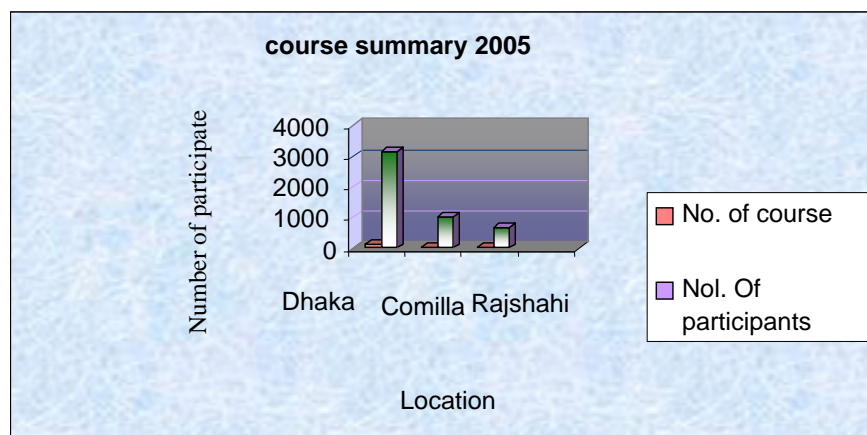 course summary 2005
Number of participate
4000
3000
2000
1000
0
Dhaka
Comilla
Rajshahi
Location
No. of course
Nol. Of
participants